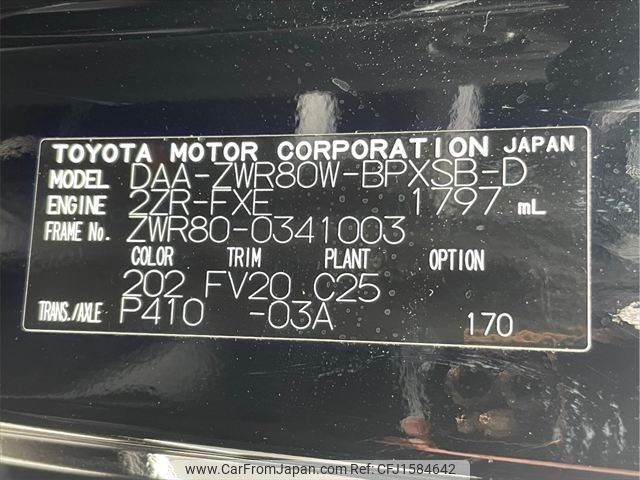 TOYOTA MOTOR CORPORATION JAPAN
MODEL DAA-ZWR80W-BPXSB-D
ENGINE 2ZR-FXE 1797 mL
FRAME No. ZWR80-0341003
COLOR TRIM PLANT OPTION
202 FV20 C25
TRANS./AXLE P410 -03A 170
www.CarFromJapan.com | CFJ1584642